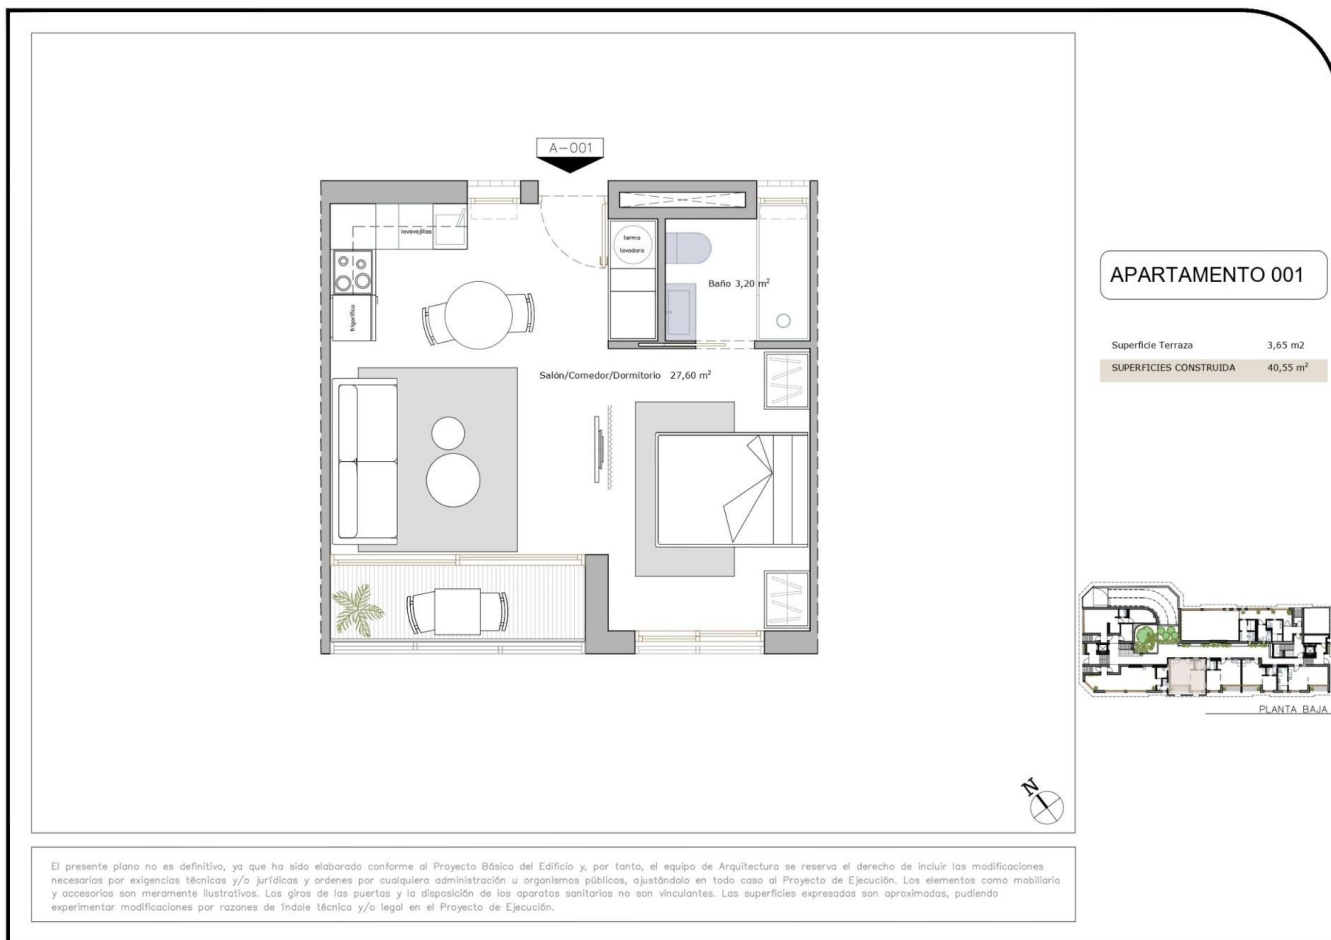 A-001
lavavajillas
termo
lavadora
frigorífico
Baño 3,20 m²
Salón/Comedor/Dormitorio 27,60 m²
APARTAMENTO 001
Superficie Terraza 3,65 m2
SUPERFICIES CONSTRUIDA 40,55 m²
PLANTA BAJA
N
El presente plano no es definitivo, ya que ha sido elaborado conforme al Proyecto Básico del Edificio y, por tanto, el equipo de Arquitectura se reserva el derecho de incluir las modificaciones
necesarias por exigencias técnicas y/o jurídicas y ordenes por cualquiera administración u organismos públicos, ajustándolo en todo caso al Proyecto de Ejecución. Los elementos como mobiliario
y accesorios son meramente ilustrativos. Los giros de las puertas y la disposición de los aparatos sanitarios no son vinculantes. Las superficies expresadas son aproximadas, pudiendo
experimentar modificaciones por razones de índole técnica y/o legal en el Proyecto de Ejecución.